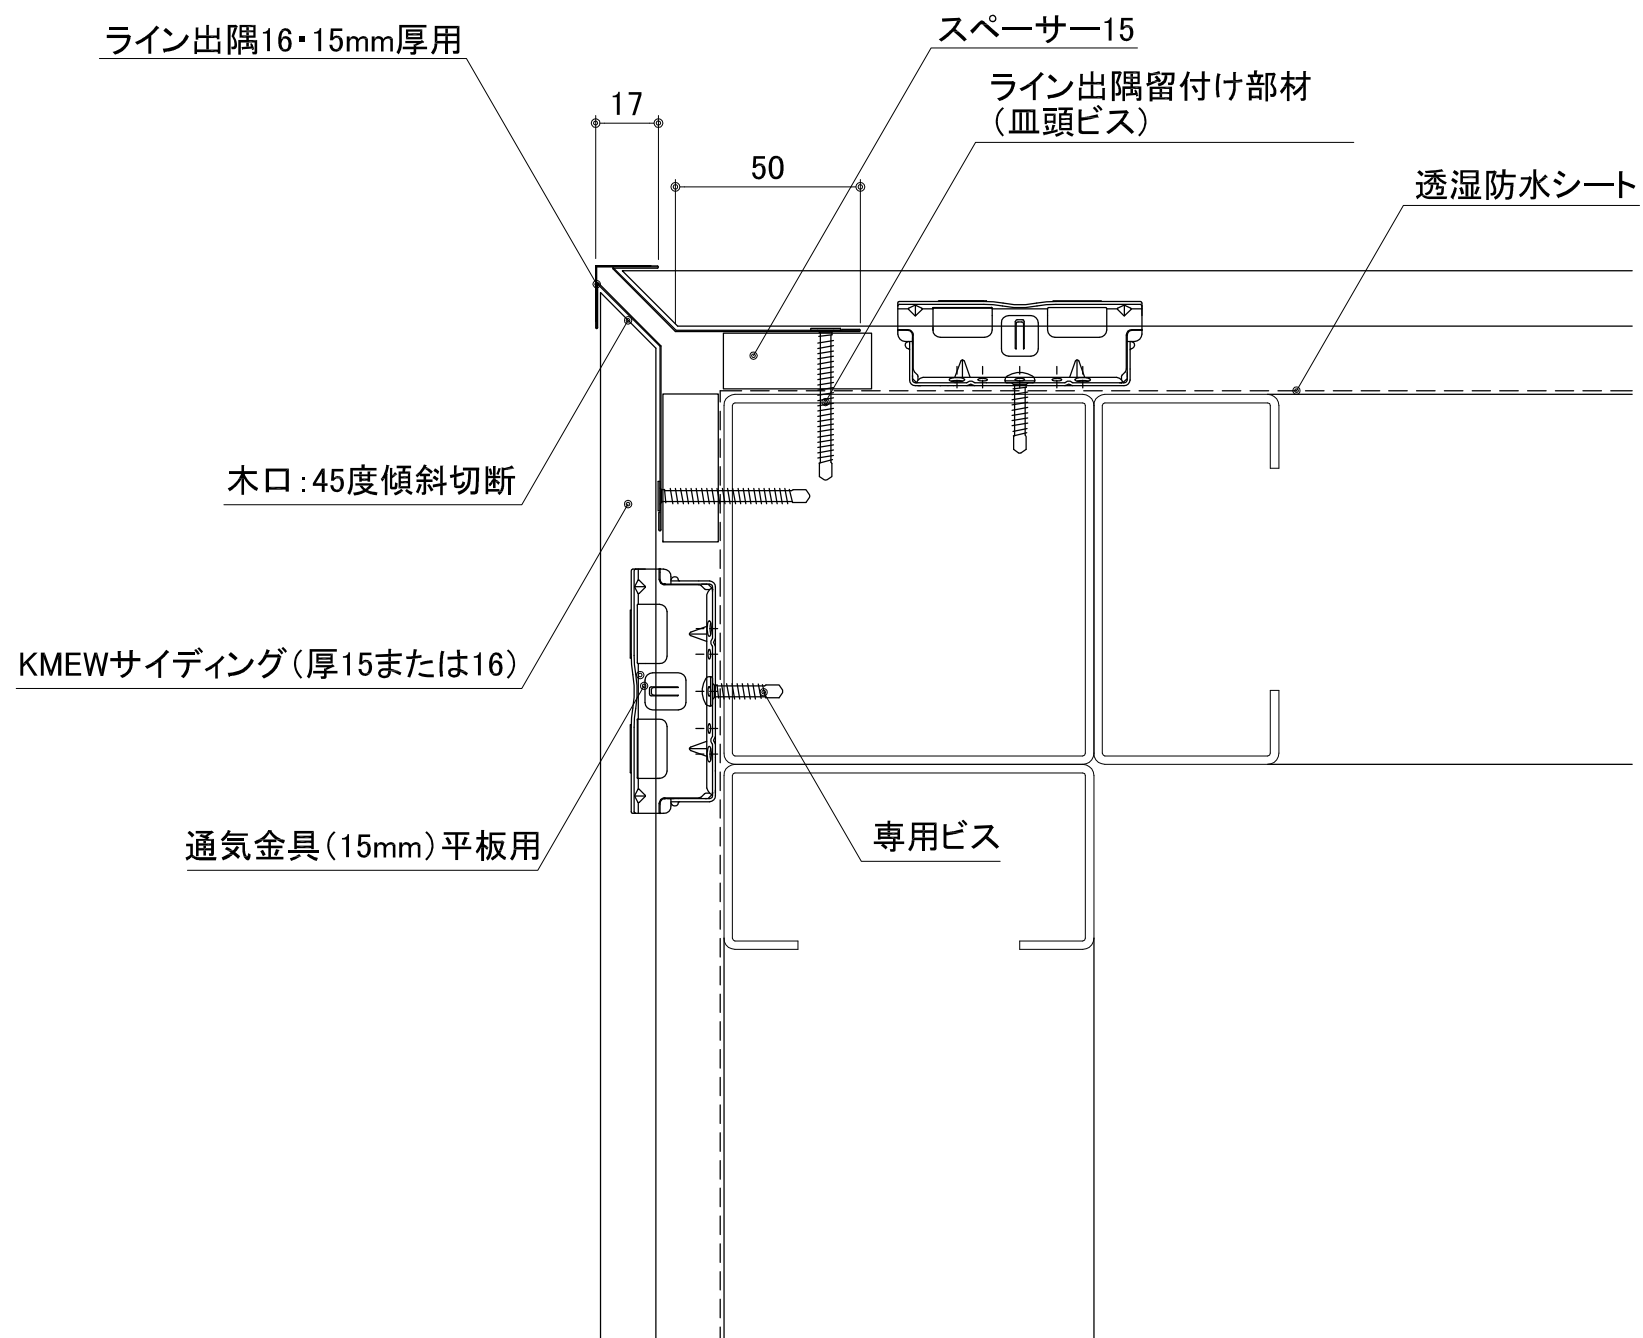 ライン出隅16・15mm厚用
スペーサー15
17
ライン出隅留付け部材
（皿頭ビス）
50
透湿防水シート
木口：45度傾斜切断
KMEWサイディング（厚15または16）
通気金具（15mm）平板用
専用ビス